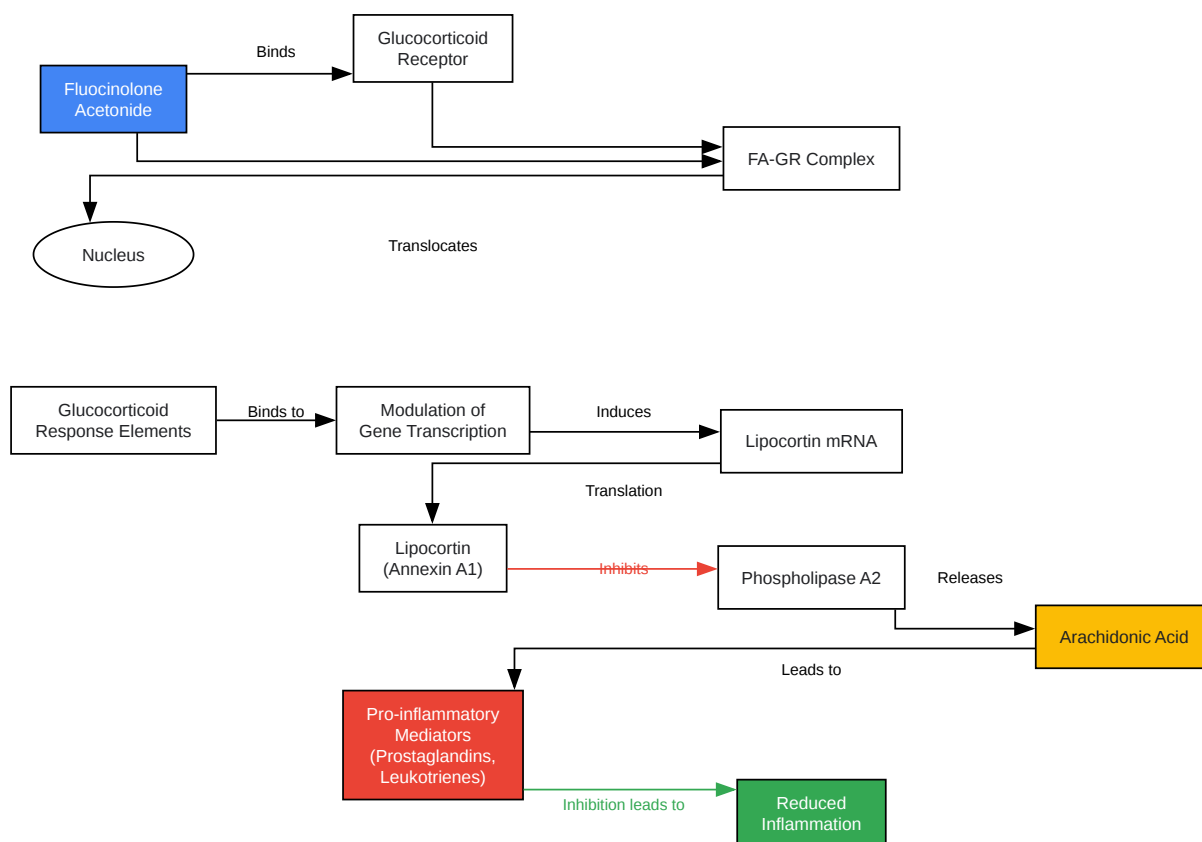 Binds
Glucocorticoid
Receptor
Fluocinolone
Acetonide
FA-GR Complex
Translocates
Nucleus
Glucocorticoid
Response Elements
Binds to
Modulation of
Gene Transcription
Induces
Lipocortin mRNA
Translation
Lipocortin
(Annexin A1)
Inhibits
Phospholipase A2
Releases
Arachidonic Acid
Leads to
Pro-inflammatory
Mediators
(Prostaglandins,
Leukotrienes)
Inhibition leads to
Reduced
Inflammation